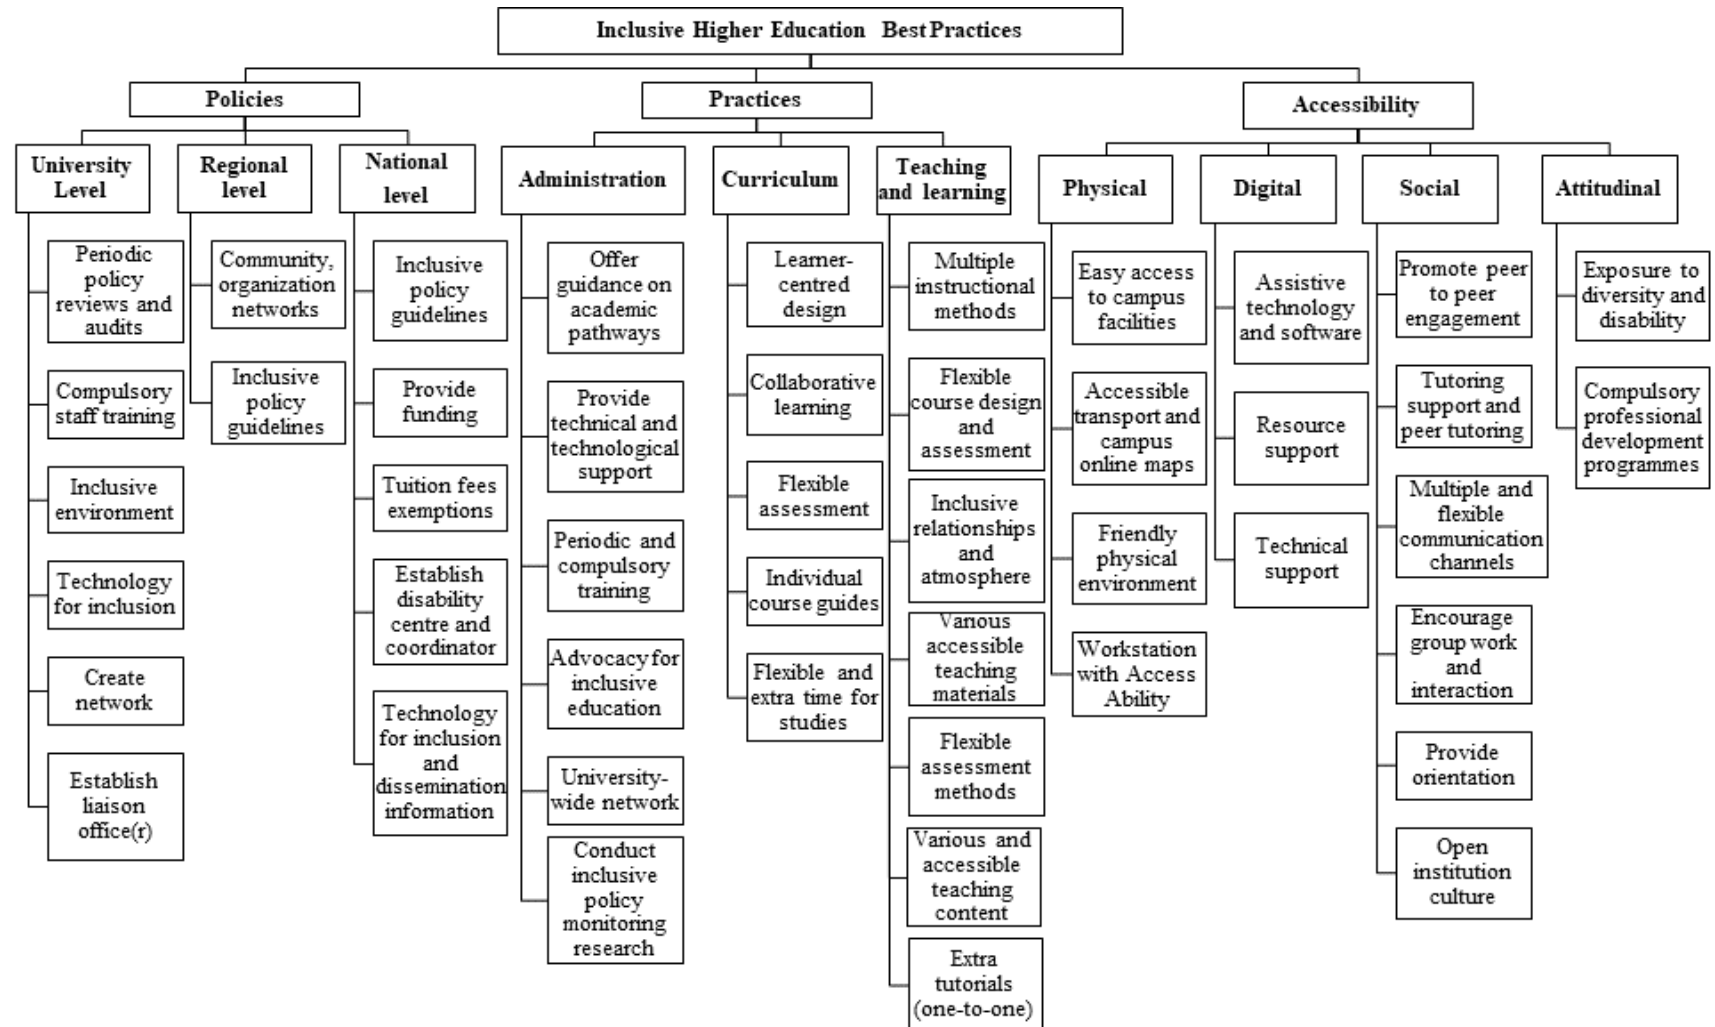 Inclusive Higher Education Best Practices
Policies
Practices
Accessibility
University
Level
Regional
level
National
level
Administration
Curriculum
Teaching
and learning
Physical
Digital
Social
Attitudinal
Periodic
policy
reviews and
audits
Compulsory
staff training
Inclusive
environment
Technology
for inclusion
Create
network
Establish
liaison
office(r)
Community,
organization
networks
Inclusive
policy
guidelines
Inclusive
policy
guidelines
Provide
funding
Tuition fees
exemptions
Establish
disability
centre and
coordinator
Technology
for inclusion
and
dissemination
information
Offer
guidance on
academic
pathways
Provide
technical and
technological
support
Periodic and
compulsory
training
Advocacy for
inclusive
education
University-
wide network
Conduct
inclusive
policy
monitoring
research
Learner-
centred
design
Collaborative
learning
Flexible
assessment
Individual
course guides
Flexible and
extra time for
studies
Multiple
instructional
methods
Flexible
course design
and
assessment
Inclusive
relationships
and
atmosphere
Various
accessible
teaching
materials
Flexible
assessment
methods
Various and
accessible
teaching
content
Extra
tutorials
(one-to-one)
Easy access
to campus
facilities
Accessible
transport and
campus
online maps
Friendly
physical
environment
Workstation
with Access
Ability
Assistive
technology
and software
Resource
support
Technical
support
Promote peer
to peer
engagement
Tutoring
support and
peer tutoring
Multiple and
flexible
communication
channels
Encourage
group work
and
interaction
Provide
orientation
Open
institution
culture
Exposure to
diversity and
disability
Compulsory
professional
development
programmes